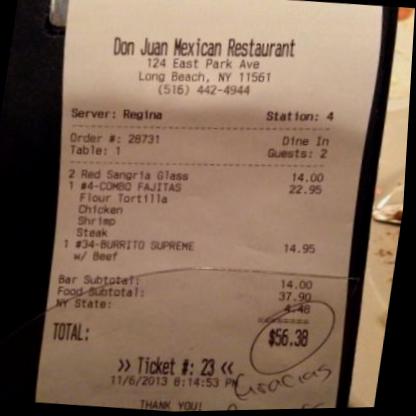 Don Juan Mexican Restaurant
124 East Park Ave
Long Beach, NY 11561
(516) 442-4944
Server: Regina Station: 4
Order #: 28731 Dine In
Table: 1 Guests: 2
2 Red Sangria Glass 14.00
1 #4-COMBO FAJITAS 22.95
Flour Tortilla
Chicken
Shrimp
Steak
1 #34-BURRITO SUPREME 14.95
w/ Beef
Bar Subtotal: 14.00
Food Subtotal: 37.90
NY State: 4.48
TOTAL: $56.38
>> Ticket #: 23 <<
11/6/2013 8:14:53 PM
Gracias
THANK YOU!